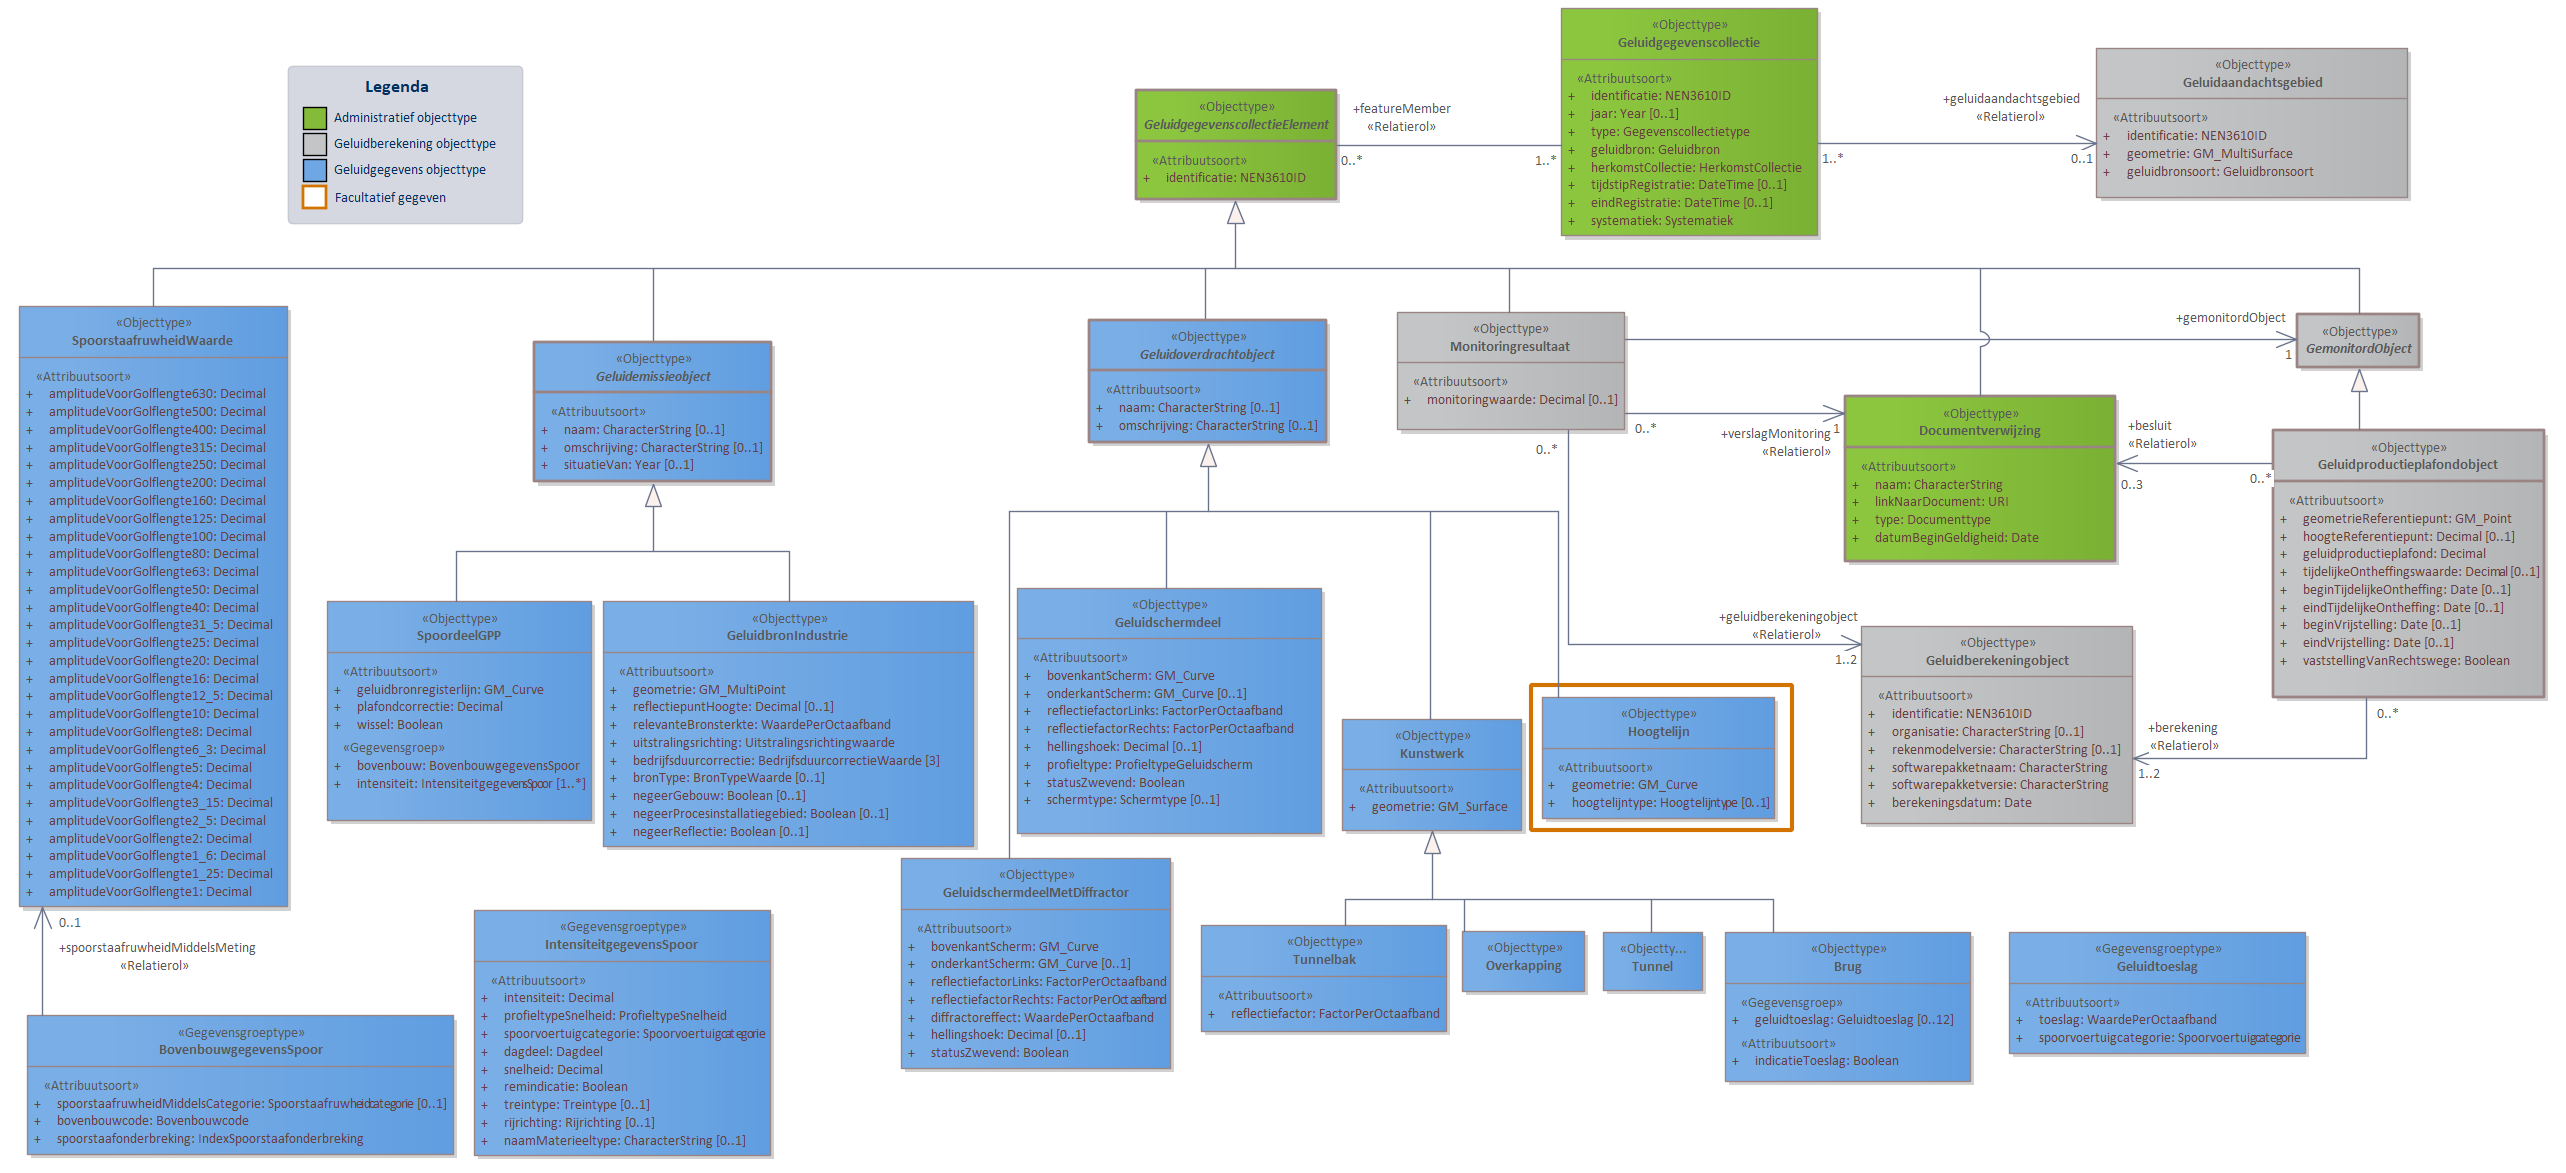 Legenda
Administratief objecttype
Geluidberekening objecttype
Geluidgegevens objecttype
Facultatief gegeven
«Objecttype»
Geluidgegevenscollectie
«Attribuutsoort»
+ identificatie: NEN3610ID
+ jaar: Year [0..1]
+ type: Gegevenscollectietype
+ geluidbron: Geluidbron
+ herkomstCollectie: HerkomstCollectie
+ tijdstipRegistratie: DateTime [0..1]
+ eindRegistratie: DateTime [0..1]
+ systematiek: Systematiek
«Objecttype»
GeluidgegevenscollectieElement
«Attribuutsoort»
+ identificatie: NEN3610ID
+featureMember
«Relatierol»
0..*
1..*
+geluidaandachtsgebied
«Relatierol»
1..*
0..1
«Objecttype»
Geluidaandachtsgebied
«Attribuutsoort»
+ identificatie: NEN3610ID
+ geometrie: GM_MultiSurface
+ geluidbronsoort: Geluidbronsoort
«Objecttype»
SpoorstaafruwheidWaarde
«Attribuutsoort»
+ amplitudeVoorGolflengte630: Decimal
+ amplitudeVoorGolflengte500: Decimal
+ amplitudeVoorGolflengte400: Decimal
+ amplitudeVoorGolflengte315: Decimal
+ amplitudeVoorGolflengte250: Decimal
+ amplitudeVoorGolflengte200: Decimal
+ amplitudeVoorGolflengte160: Decimal
+ amplitudeVoorGolflengte125: Decimal
+ amplitudeVoorGolflengte100: Decimal
+ amplitudeVoorGolflengte80: Decimal
+ amplitudeVoorGolflengte63: Decimal
+ amplitudeVoorGolflengte50: Decimal
+ amplitudeVoorGolflengte40: Decimal
+ amplitudeVoorGolflengte31_5: Decimal
+ amplitudeVoorGolflengte25: Decimal
+ amplitudeVoorGolflengte20: Decimal
+ amplitudeVoorGolflengte16: Decimal
+ amplitudeVoorGolflengte12_5: Decimal
+ amplitudeVoorGolflengte10: Decimal
+ amplitudeVoorGolflengte8: Decimal
+ amplitudeVoorGolflengte6_3: Decimal
+ amplitudeVoorGolflengte5: Decimal
+ amplitudeVoorGolflengte4: Decimal
+ amplitudeVoorGolflengte3_15: Decimal
+ amplitudeVoorGolflengte2_5: Decimal
+ amplitudeVoorGolflengte2: Decimal
+ amplitudeVoorGolflengte1_6: Decimal
+ amplitudeVoorGolflengte1_25: Decimal
+ amplitudeVoorGolflengte1: Decimal
«Objecttype»
Geluidemissieobject
«Attribuutsoort»
+ naam: CharacterString [0..1]
+ omschrijving: CharacterString [0..1]
+ situatieVan: Year [0..1]
«Objecttype»
Geluidoverdrachtobject
«Attribuutsoort»
+ naam: CharacterString [0..1]
+ omschrijving: CharacterString [0..1]
«Objecttype»
Monitoringresultaat
«Attribuutsoort»
+ monitoringwaarde: Decimal [0..1]
+gemonitordObject
1
«Objecttype»
GemonitordObject
0..*
+verslagMonitoring
«Relatierol»
1
0..*
«Objecttype»
Documentverwijzing
«Attribuutsoort»
+ naam: CharacterString
+ linkNaarDocument: URI
+ type: Documenttype
+ datumBeginGeldigheid: Date
+besluit
«Relatierol»
0..3
0..*
«Objecttype»
Geluidproductieplafondobject
«Attribuutsoort»
+ geometrieReferentiepunt: GM_Point
+ hoogteReferentiepunt: Decimal [0..1]
+ geluidproductieplafond: Decimal
+ tijdelijkeOntheffingswaarde: Decimal [0..1]
+ beginTijdelijkeOntheffing: Date [0..1]
+ eindTijdelijkeOntheffing: Date [0..1]
+ beginVrijstelling: Date [0..1]
+ eindVrijstelling: Date [0..1]
+ vaststellingVanRechtswege: Boolean
«Objecttype»
SpoordeelGPP
«Attribuutsoort»
+ geluidbronregisterlijn: GM_Curve
+ plafondcorrectie: Decimal
+ wissel: Boolean
«Gegevensgroep»
+ bovenbouw: BovenbouwgegevensSpoor
+ intensiteit: IntensiteitgegevensSpoor [1..*]
«Objecttype»
GeluidbronIndustrie
«Attribuutsoort»
+ geometrie: GM_MultiPoint
+ reflectiepuntHoogte: Decimal [0..1]
+ relevanteBronsterkte: WaardePerOctaafband
+ uitstralingsrichting: Uitstralingsrichtingwaarde
+ bedrijfsduurcorrectie: BedrijfsduurcorrectieWaarde [3]
+ bronType: BronTypeWaarde [0..1]
+ negeerGebouw: Boolean [0..1]
+ negeerProcesinstallatiegebied: Boolean [0..1]
+ negeerReflectie: Boolean [0..1]
«Objecttype»
Geluidschermdeel
«Attribuutsoort»
+ bovenkantScherm: GM_Curve
+ onderkantScherm: GM_Curve [0..1]
+ reflectiefactorLinks: FactorPerOctaafband
+ reflectiefactorRechts: FactorPerOctaafband
+ hellingshoek: Decimal [0..1]
+ profieltype: ProfieltypeGeluidscherm
+ statusZwevend: Boolean
+ schermtype: Schermtype [0..1]
«Objecttype»
Kunstwerk
«Attribuutsoort»
+ geometrie: GM_Surface
«Objecttype»
Hoogtelijn
«Attribuutsoort»
+ geometrie: GM_Curve
+ hoogtelijntype: Hoogtelijntype [0..1]
+geluidberekeningobject
«Relatierol»
1..2
«Objecttype»
Geluidberekeningobject
«Attribuutsoort»
+ identificatie: NEN3610ID
+ organisatie: CharacterString [0..1]
+ rekenmodelversie: CharacterString [0..1]
+ softwarepakketnaam: CharacterString
+ softwarepakketversie: CharacterString
+ berekeningsdatum: Date
0..*
+berekening
«Relatierol»
1..2
«Objecttype»
GeluidschermdeelMetDiffractor
«Attribuutsoort»
+ bovenkantScherm: GM_Curve
+ onderkantScherm: GM_Curve [0..1]
+ reflectiefactorLinks: FactorPerOctaafband
+ reflectiefactorRechts: FactorPerOctaafband
+ diffractoreffect: WaardePerOctaafband
+ hellingshoek: Decimal [0..1]
+ statusZwevend: Boolean
0..1
+spoorstaafruwheidMiddelsMeting
«Relatierol»
«Gegevensgroeptype»
BovenbouwgegevensSpoor
«Attribuutsoort»
+ spoorstaafruwheidMiddelsCategorie: Spoorstaafruwheidcategorie [0..1]
+ bovenbouwcode: Bovenbouwcode
+ spoorstaafonderbreking: IndexSpoorstaafonderbreking
«Gegevensgroeptype»
IntensiteitgegevensSpoor
«Attribuutsoort»
+ intensiteit: Decimal
+ profieltypeSnelheid: ProfieltypeSnelheid
+ spoorvoertuigcategorie: Spoorvoertuigcategorie
+ dagdeel: Dagdeel
+ snelheid: Decimal
+ remindicatie: Boolean
+ treintype: Treintype [0..1]
+ rijrichting: Rijrichting [0..1]
+ naamMaterieeltype: CharacterString [0..1]
«Objecttype»
Tunnelbak
«Attribuutsoort»
+ reflectiefactor: FactorPerOctaafband
«Objecttype»
Overkapping
«Objectty...
Tunnel
«Objecttype»
Brug
«Gegevensgroep»
+ geluidtoeslag: Geluidtoeslag [0..12]
«Attribuutsoort»
+ indicatieToeslag: Boolean
«Gegevensgroeptype»
Geluidtoeslag
«Attribuutsoort»
+ toeslag: WaardePerOctaafband
+ spoorvoertuigcategorie: Spoorvoertuigcategorie